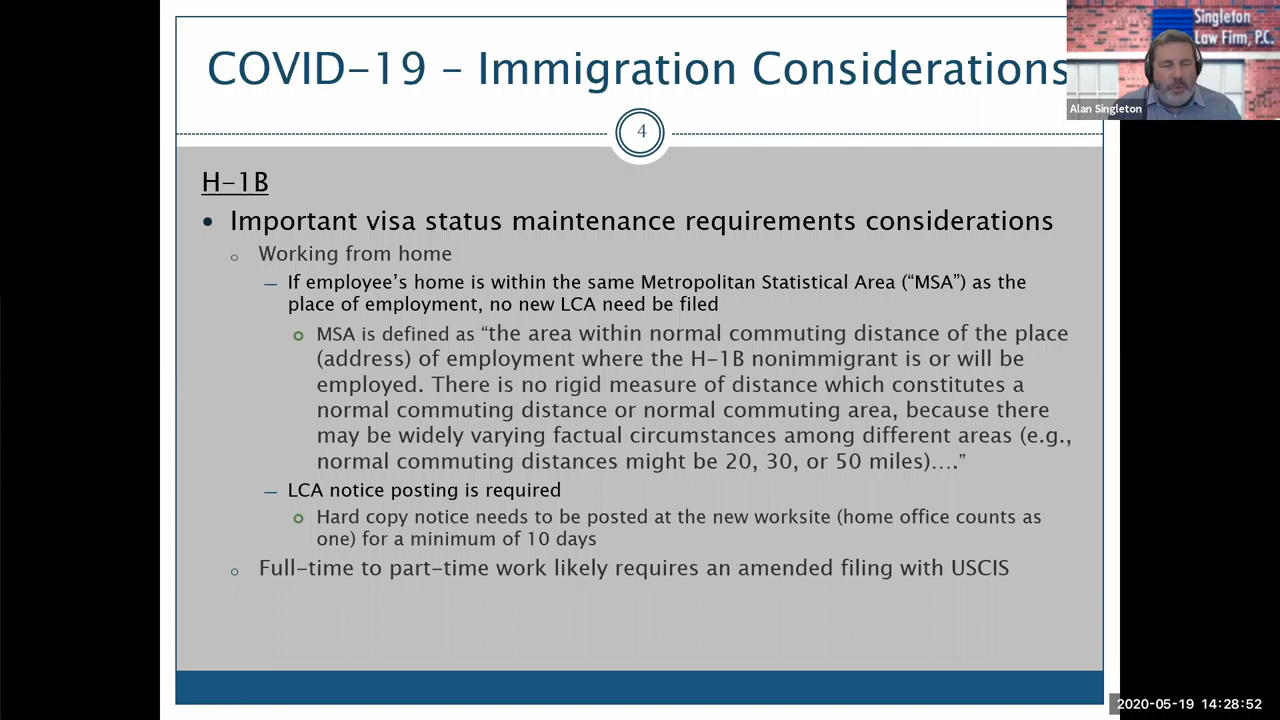 COVID-19 – Immigration Considerations
Singleton
Law Firm, P.C.
Alan Singleton
4
H-1B
• Important visa status maintenance requirements considerations
○ Working from home
— If employee's home is within the same Metropolitan Statistical Area ("MSA") as the
place of employment, no new LCA need be filed
○ MSA is defined as "the area within normal commuting distance of the place
(address) of employment where the H-1B nonimmigrant is or will be
employed. There is no rigid measure of distance which constitutes a
normal commuting distance or normal commuting area, because there
may be widely varying factual circumstances among different areas (e.g.,
normal commuting distances might be 20, 30, or 50 miles)…."
— LCA notice posting is required
○ Hard copy notice needs to be posted at the new worksite (home office counts as
one) for a minimum of 10 days
○ Full-time to part-time work likely requires an amended filing with USCIS
2020-05-19 14:28:52